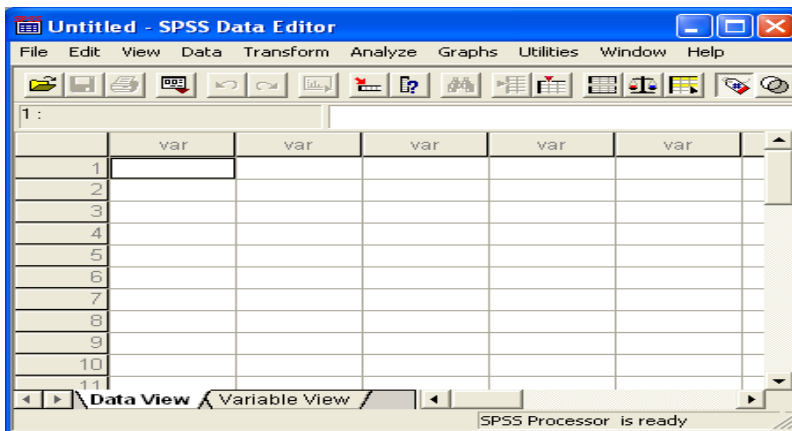 Untitled - SPSS Data Editor
File Edit View Data Transform Analyze Graphs Utilities Window Help
1 :
var var var var var
1
2
3
4
5
6
7
8
9
10
11
Data View Variable View
SPSS Processor is ready